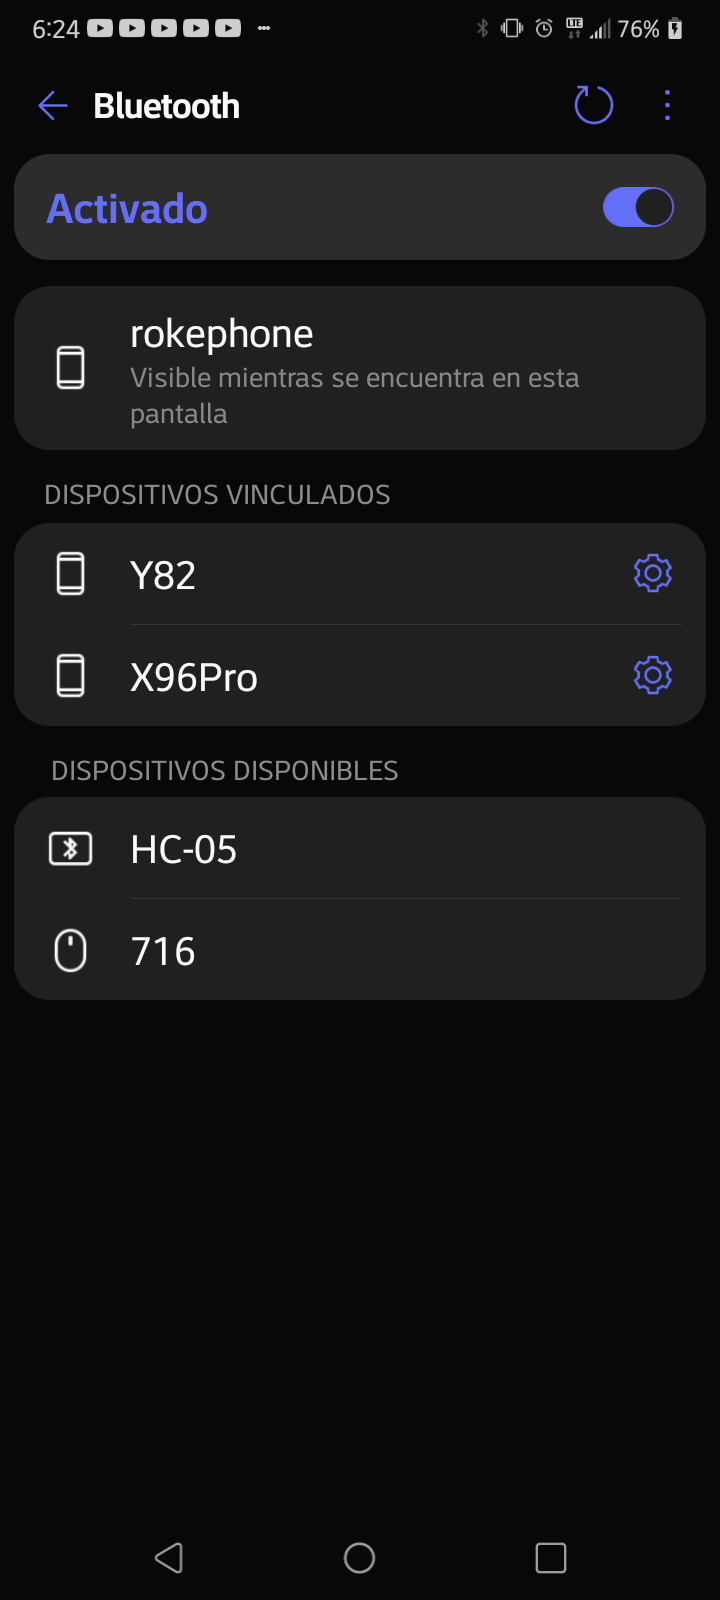 6:24
LTE
76%
Bluetooth
Activado
rokephone
Visible mientras se encuentra en esta
pantalla
DISPOSITIVOS VINCULADOS
Y82
X96Pro
DISPOSITIVOS DISPONIBLES
HC-05
716